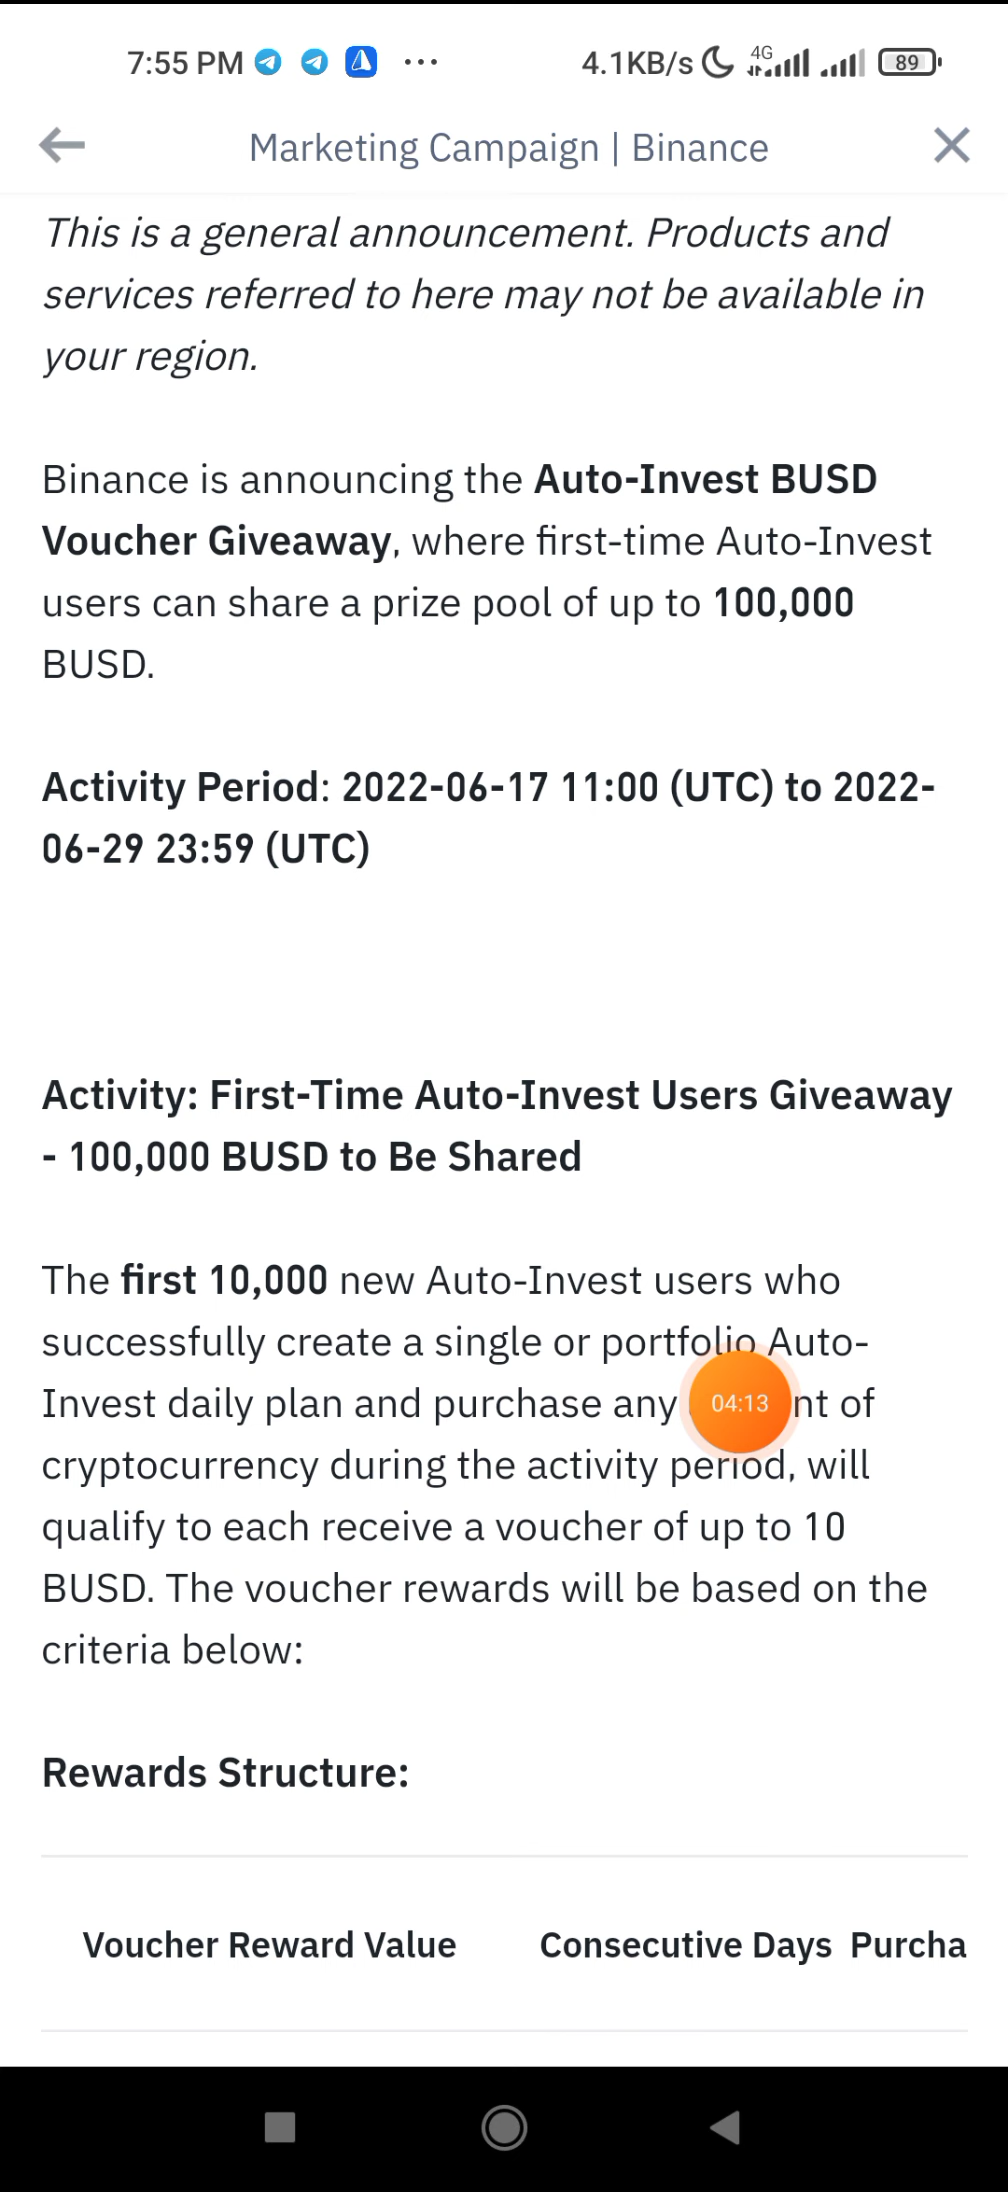 7:55 PM ... 4.1KB/s 4G 89
Marketing Campaign | Binance
This is a general announcement. Products and
services referred to here may not be available in
your region.
Binance is announcing the Auto-Invest BUSD
Voucher Giveaway, where first-time Auto-Invest
users can share a prize pool of up to 100,000
BUSD.
Activity Period: 2022-06-17 11:00 (UTC) to 2022-
06-29 23:59 (UTC)
Activity: First-Time Auto-Invest Users Giveaway
- 100,000 BUSD to Be Shared
The first 10,000 new Auto-Invest users who
successfully create a single or portfolio Auto-
Invest daily plan and purchase any 04:13 nt of
cryptocurrency during the activity period, will
qualify to each receive a voucher of up to 10
BUSD. The voucher rewards will be based on the
criteria below:
Rewards Structure:
Voucher Reward Value Consecutive Days Purcha